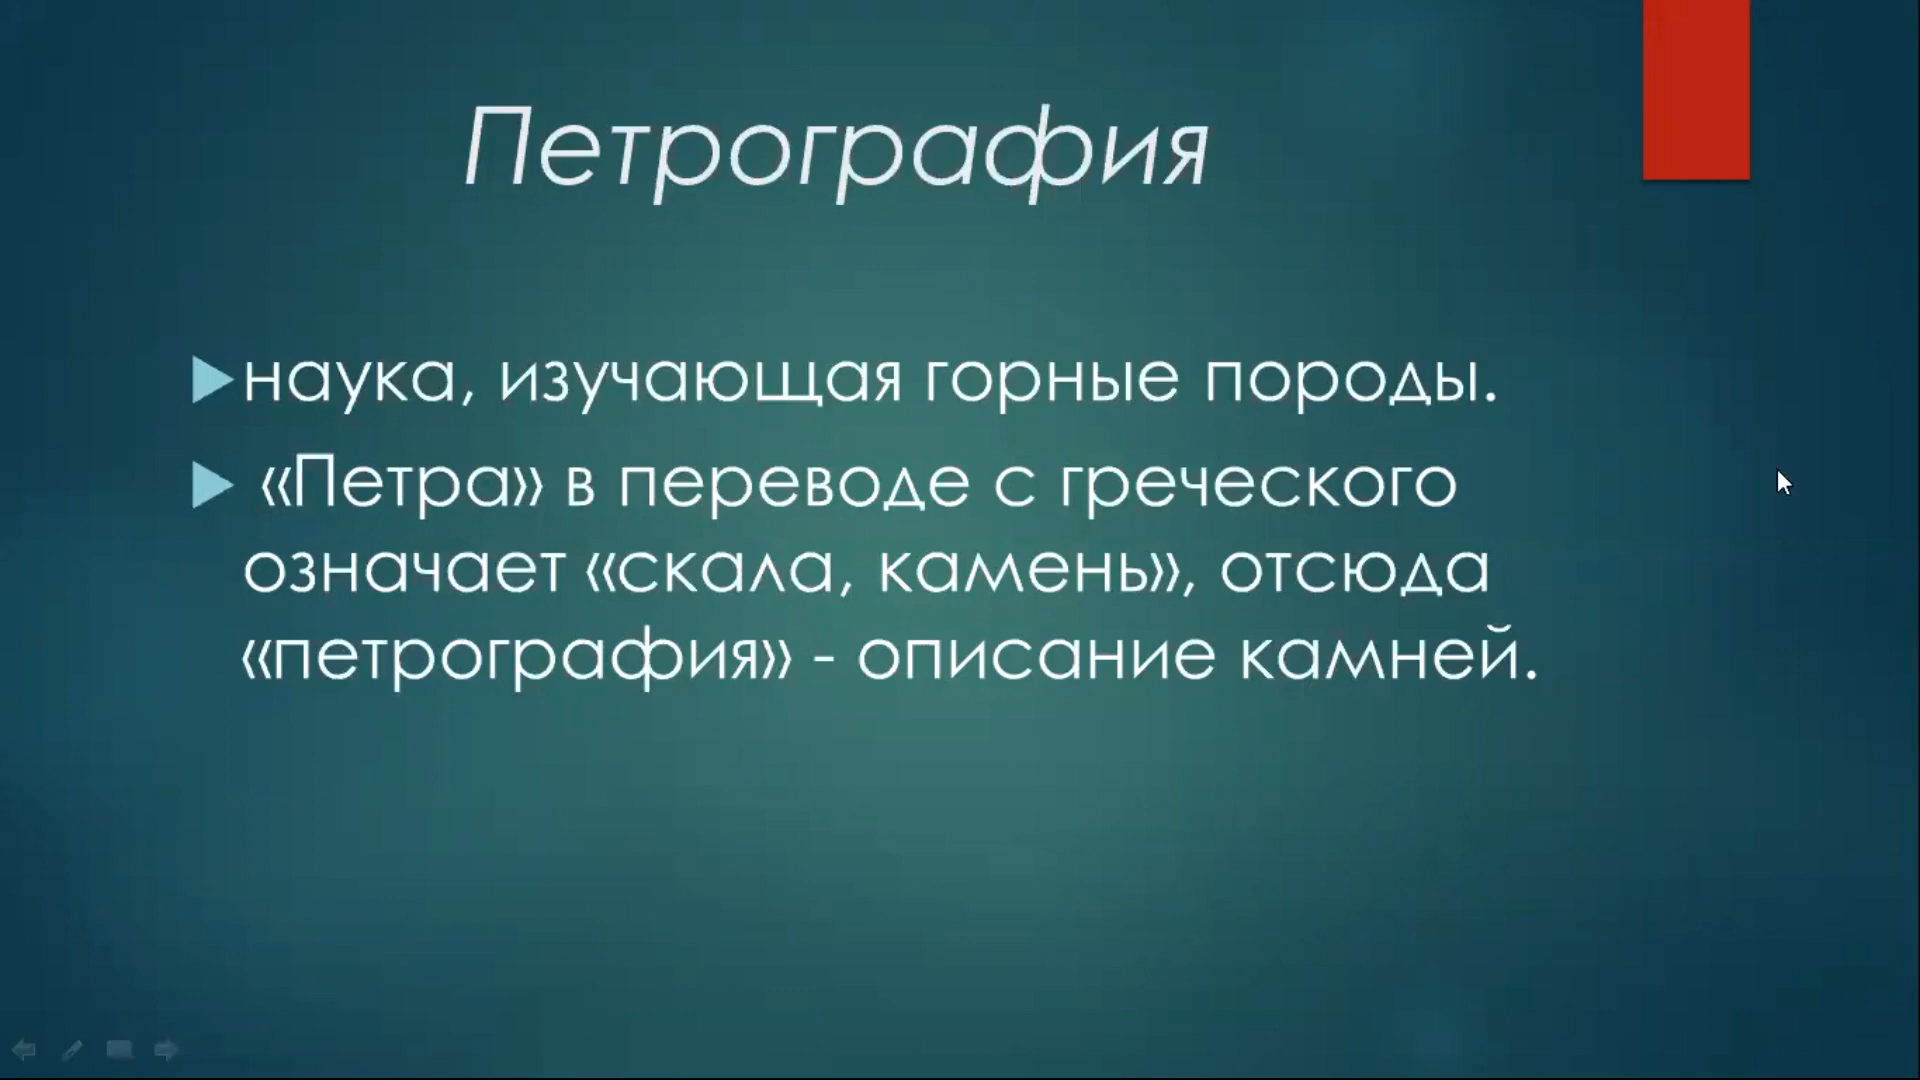 Петрография
наука, изучающая горные породы.
«Петра» в переводе с греческого
означает «скала, камень», отсюда
«петрография» - описание камней.